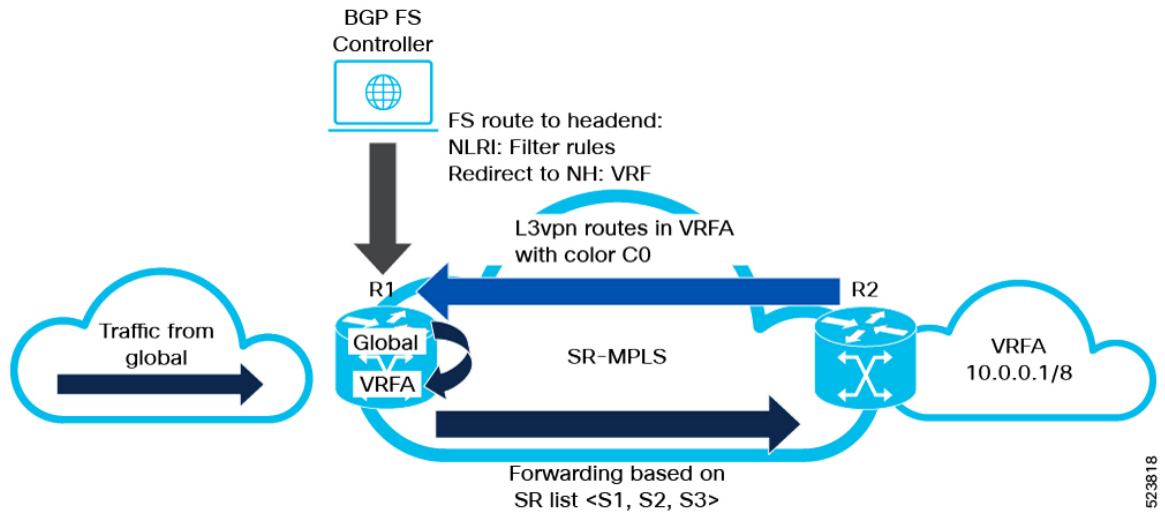 BGP FS
Controller
FS route to headend:
NLRI: Filter rules
Redirect to NH: VRF
L3vpn routes in VRFA
with color C0
R1
R2
Traffic from
global
Global
VRFA
SR-MPLS
VRFA
10.0.0.1/8
Forwarding based on
SR list <S1, S2, S3>
523818